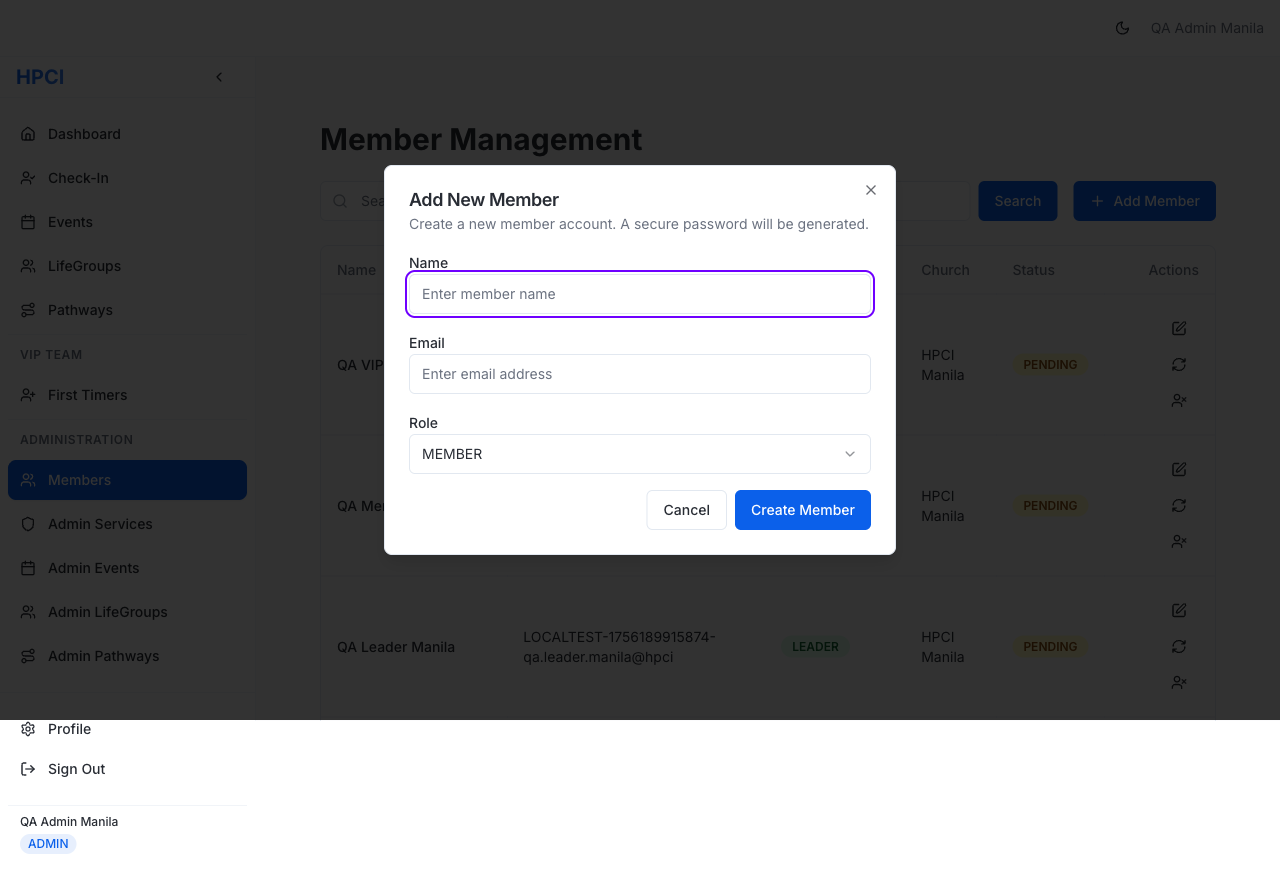 QA Admin Manila
HPCI
Dashboard
Check-In
Events
LifeGroups
Pathways
VIP TEAM
First Timers
ADMINISTRATION
Members
Admin Services
Admin Events
Admin LifeGroups
Admin Pathways
Profile
Sign Out
QA Admin Manila
ADMIN
Member Management
Sea
Search
Add Member
Name
Church
Status
Actions
QA VIP
HPCI
Manila
PENDING
QA Me
HPCI
Manila
PENDING
QA Leader Manila
LOCALTEST-1756189915874-
qa.leader.manila@hpci
LEADER
HPCI
Manila
PENDING
Add New Member
Create a new member account. A secure password will be generated.
Name
Enter member name
Email
Enter email address
Role
MEMBER
Cancel
Create Member